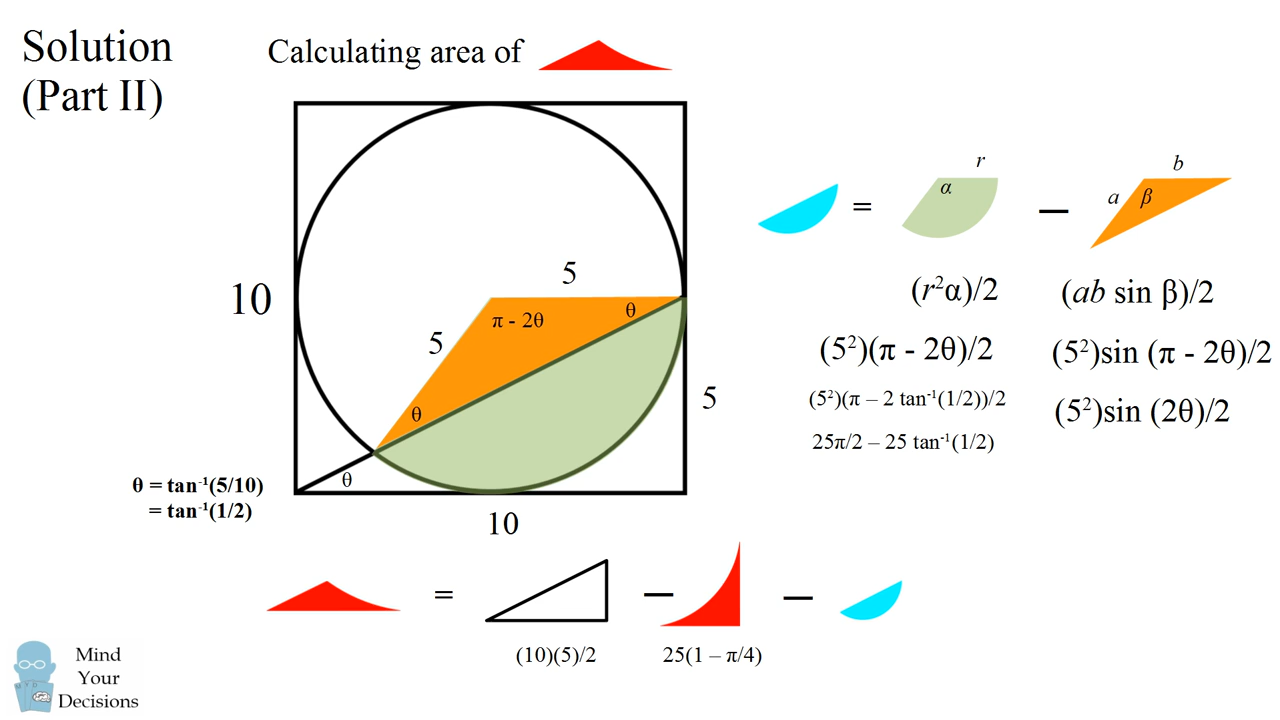 Solution
(Part II)
Calculating area of
10
5
5
π - 2θ
θ
θ
θ
5
10
θ = tan⁻¹(5/10)
= tan⁻¹(1/2)
=
α
r
—
a
β
b
(r²α)/2
(ab sin β)/2
(5²)(π - 2θ)/2
(5²)sin (π - 2θ)/2
(5²)(π – 2 tan⁻¹(1/2))/2
(5²)sin (2θ)/2
25π/2 – 25 tan⁻¹(1/2)
= — —
(10)(5)/2
25(1 – π/4)
Mind
Your
Decisions